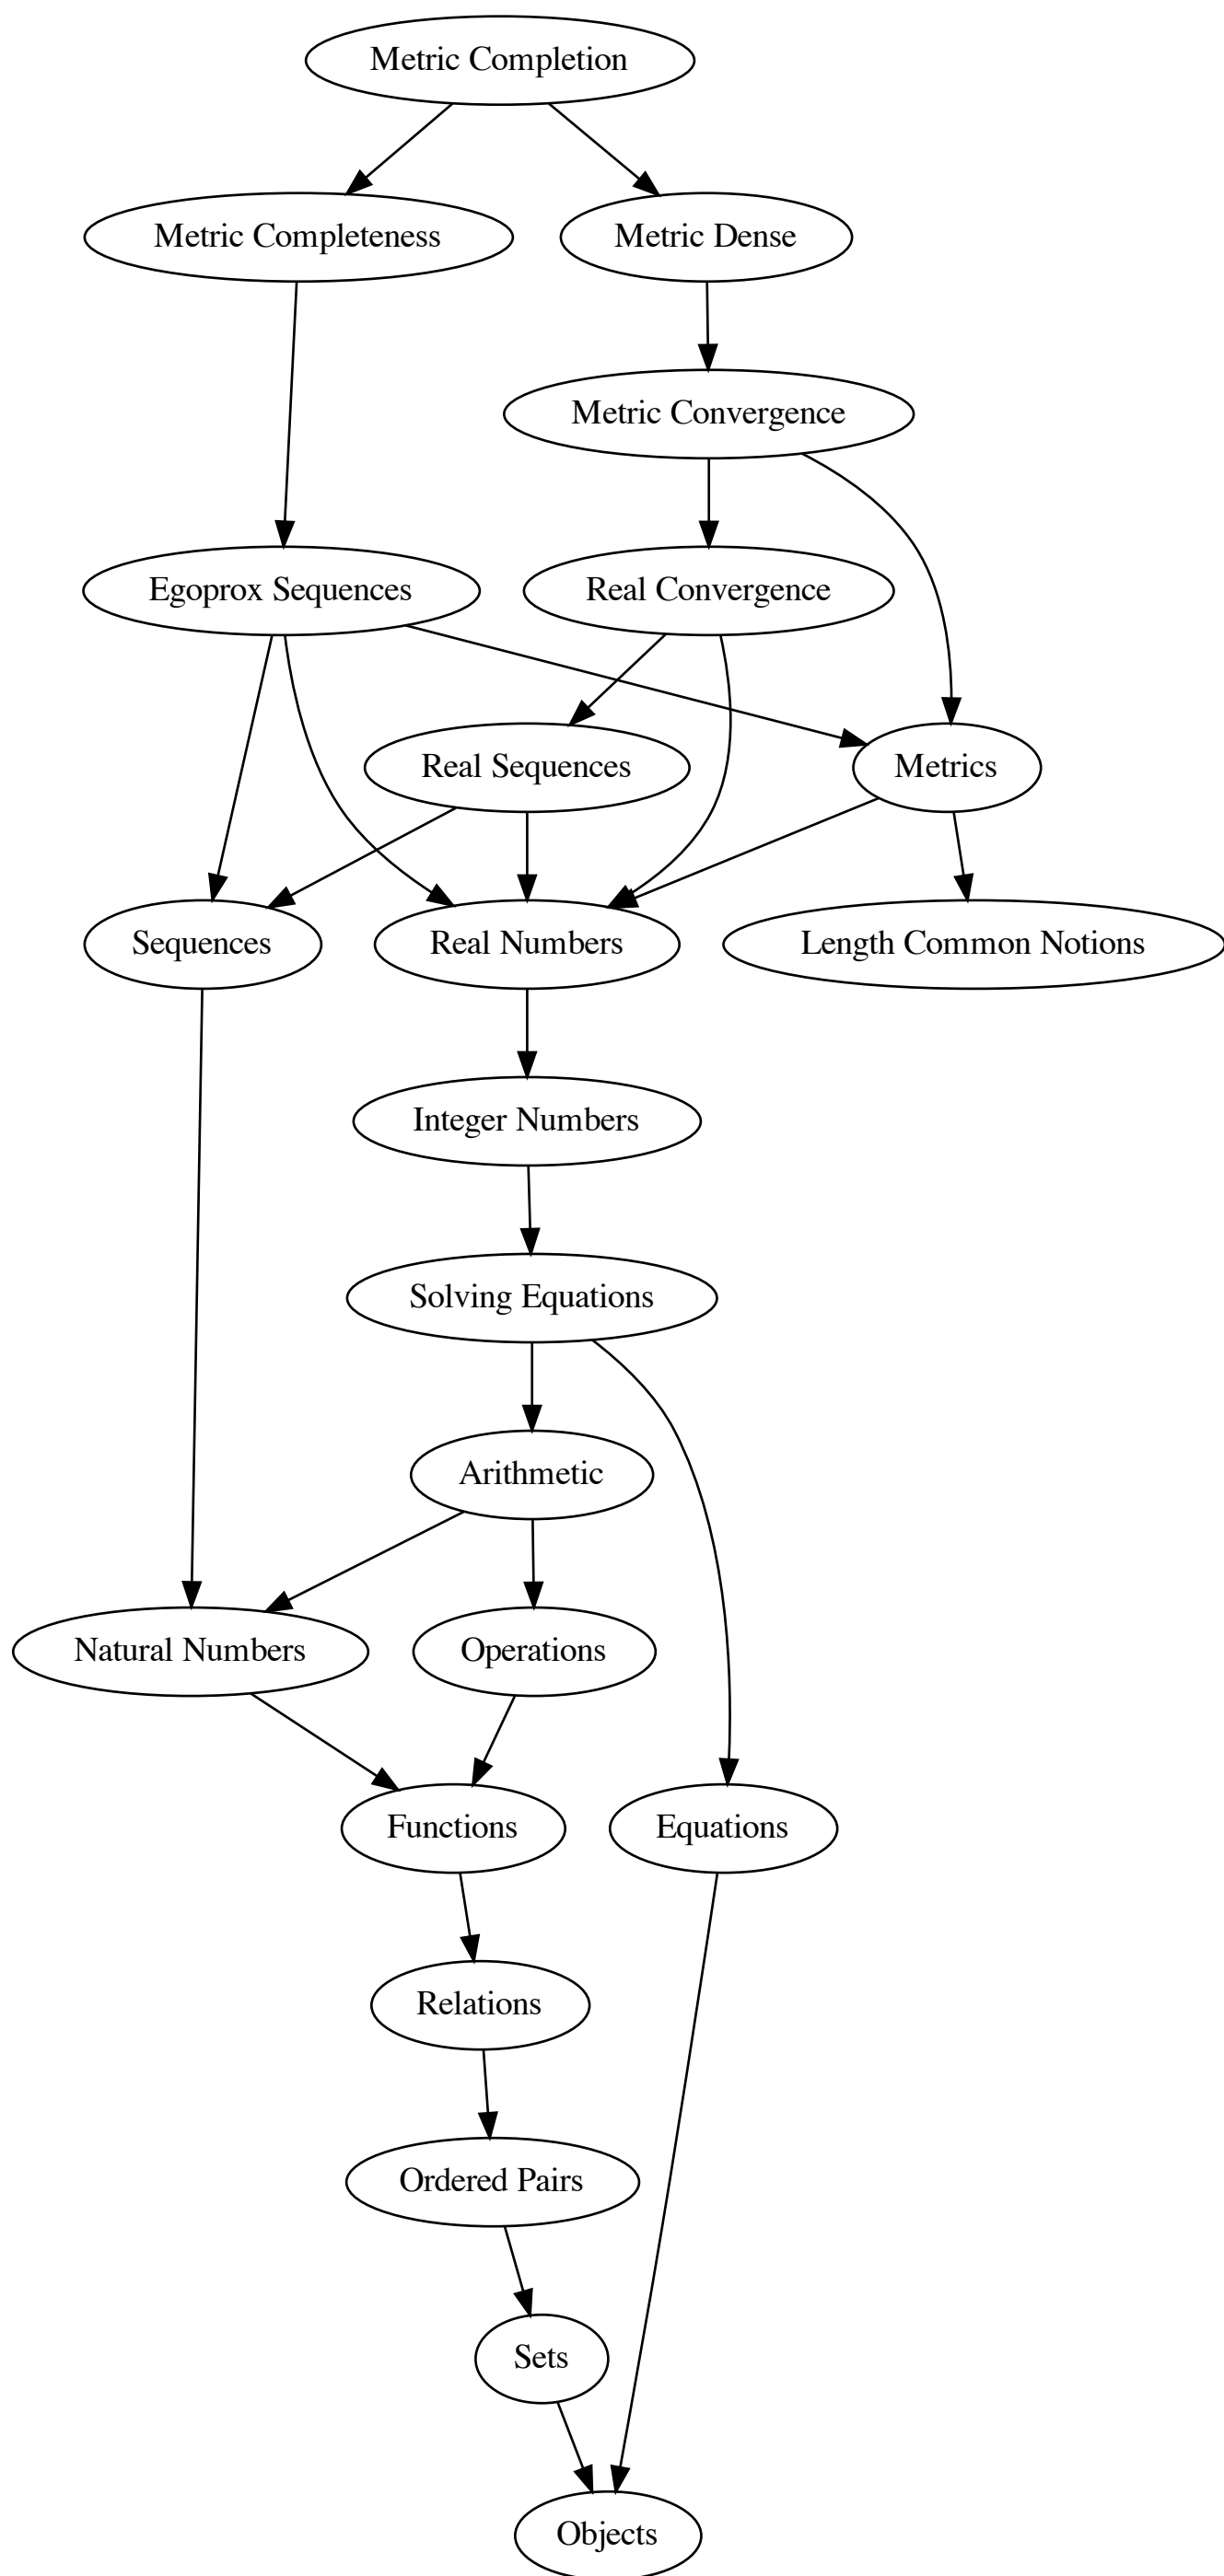 Metric Completion
Metric Completeness
Metric Dense
Metric Convergence
Egoprox Sequences
Real Convergence
Real Sequences
Metrics
Sequences
Real Numbers
Length Common Notions
Integer Numbers
Solving Equations
Arithmetic
Natural Numbers
Operations
Functions
Equations
Relations
Ordered Pairs
Sets
Objects